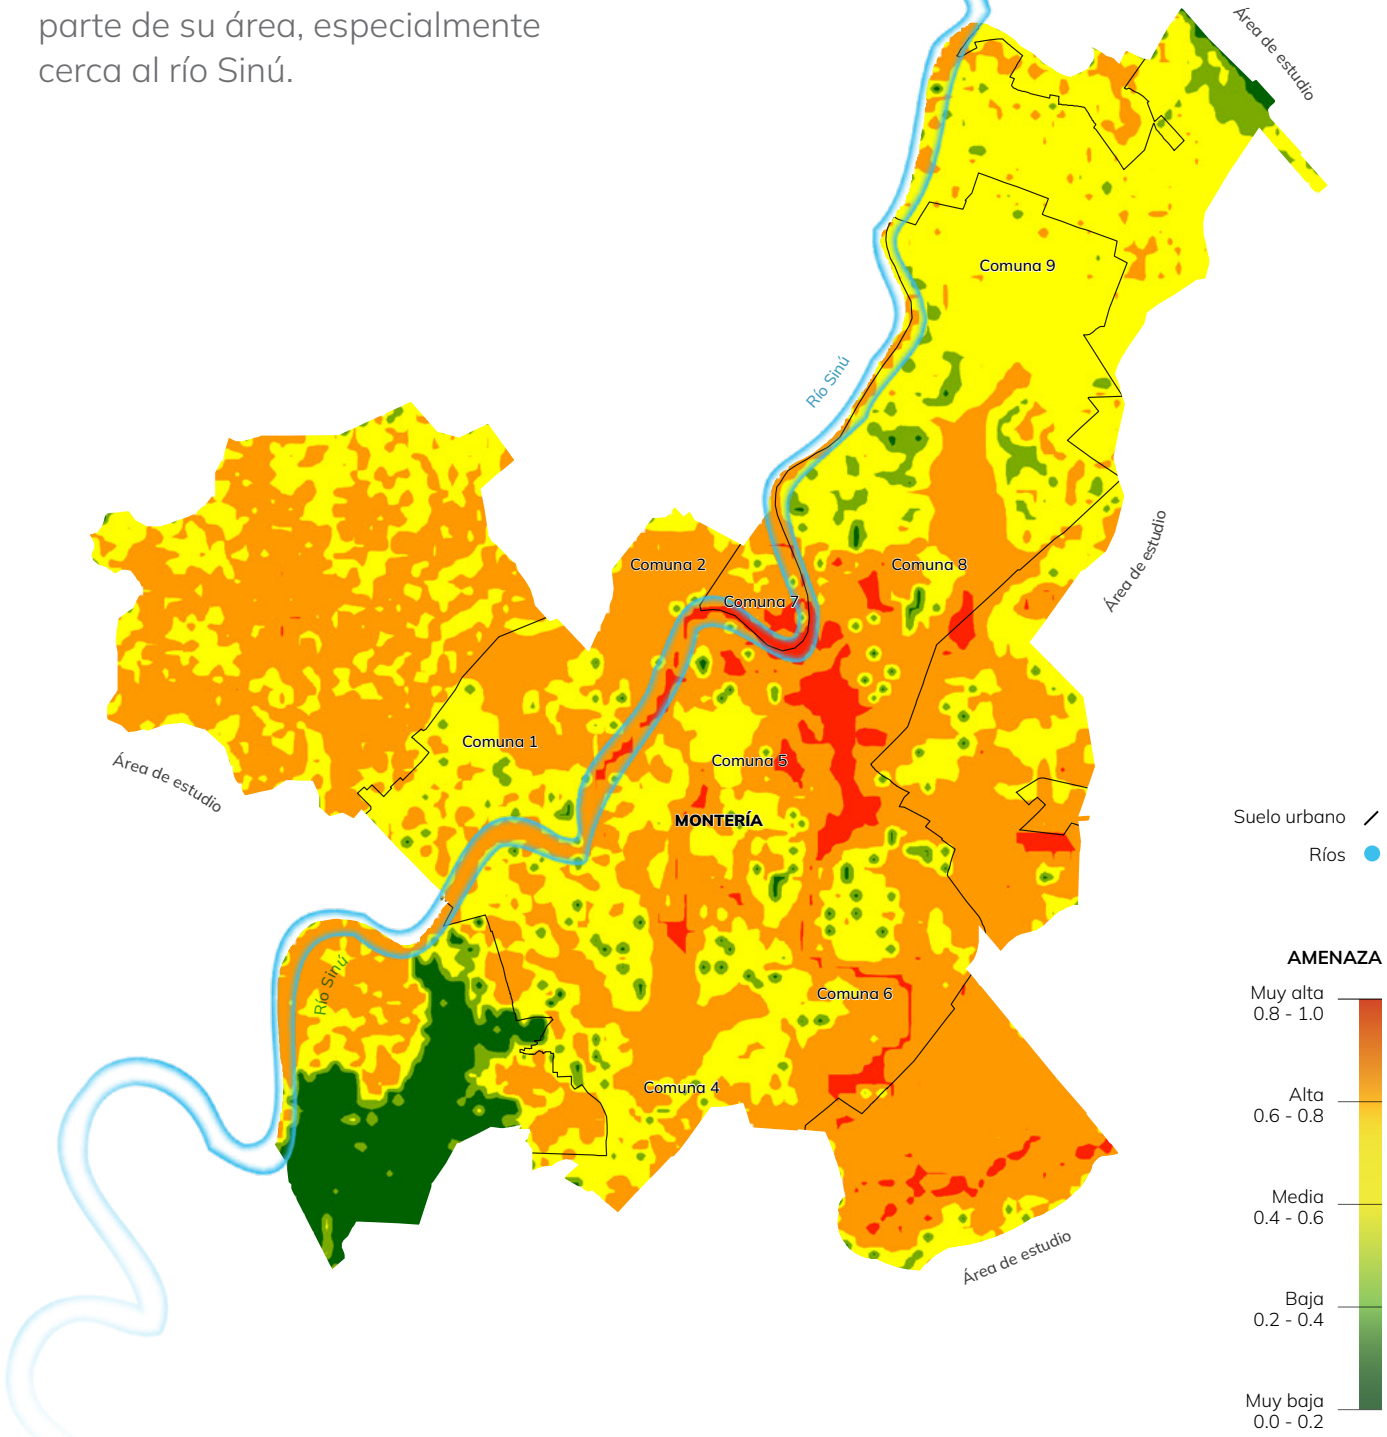 parte de su área, especialmente
cerca al río Sinú.
Área de estudio
Comuna 9
Río Sinú
Comuna 2
Comuna 8
Comuna 7
Área de estudio
Comuna 1
Comuna 5
Área de estudio
MONTERÍA
Suelo urbano
Ríos
Río Sinú
Comuna 6
Comuna 4
Área de estudio
AMENAZA
Muy alta
0.8 - 1.0
Alta
0.6 - 0.8
Media
0.4 - 0.6
Baja
0.2 - 0.4
Muy baja
0.0 - 0.2